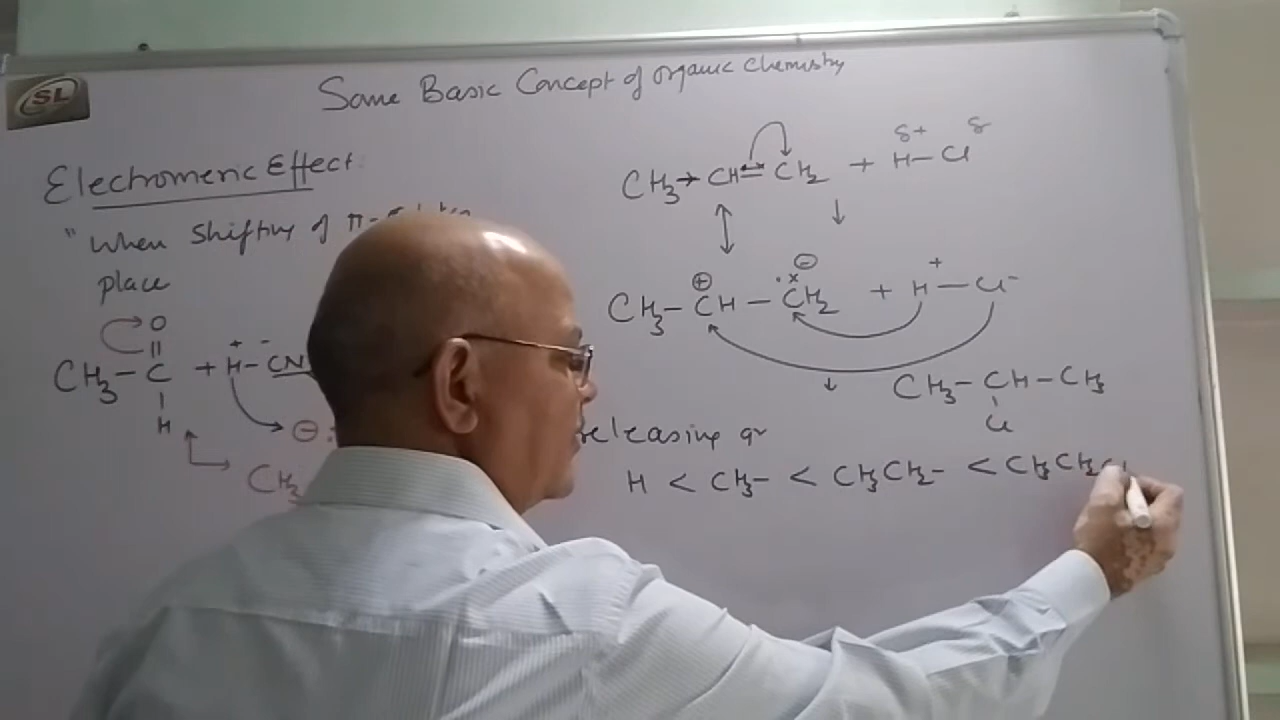 SL
Some Basic Concept of organic Chemistry
Electromeric Effect
" When Shifting of π-
place
O
CH3 – C + H – CN
+ -
H
⊖:
CH3
δ+ δ
CH3 → CH = CH2 + H – Cl
⊕ ⊖ +
CH3 – CH – CH2 + H – Cl-
CH3 – CH – CH3
Cl
releasing gr
H < CH3- < CH3CH2- < CH3CH2